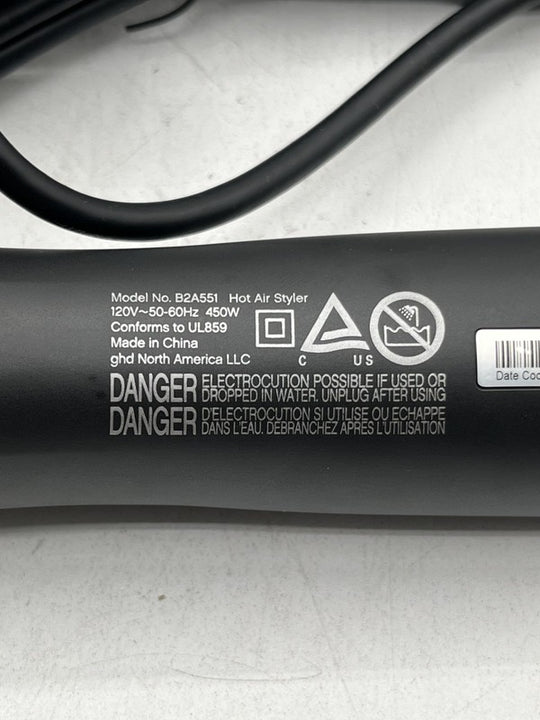 Model No. B2A551 Hot Air Styler
120V~50-60Hz 450W
Conforms to UL859
Made in China
ghd North America LLC
C US
DANGER ELECTROCUTION POSSIBLE IF USED OR
DROPPED IN WATER. UNPLUG AFTER USING
DANGER D'ELECTROCUTION SI UTILISE OU ECHAPPE
DANS L'EAU. DEBRANCHEZ APRES L'UTILISATION
Date Cod